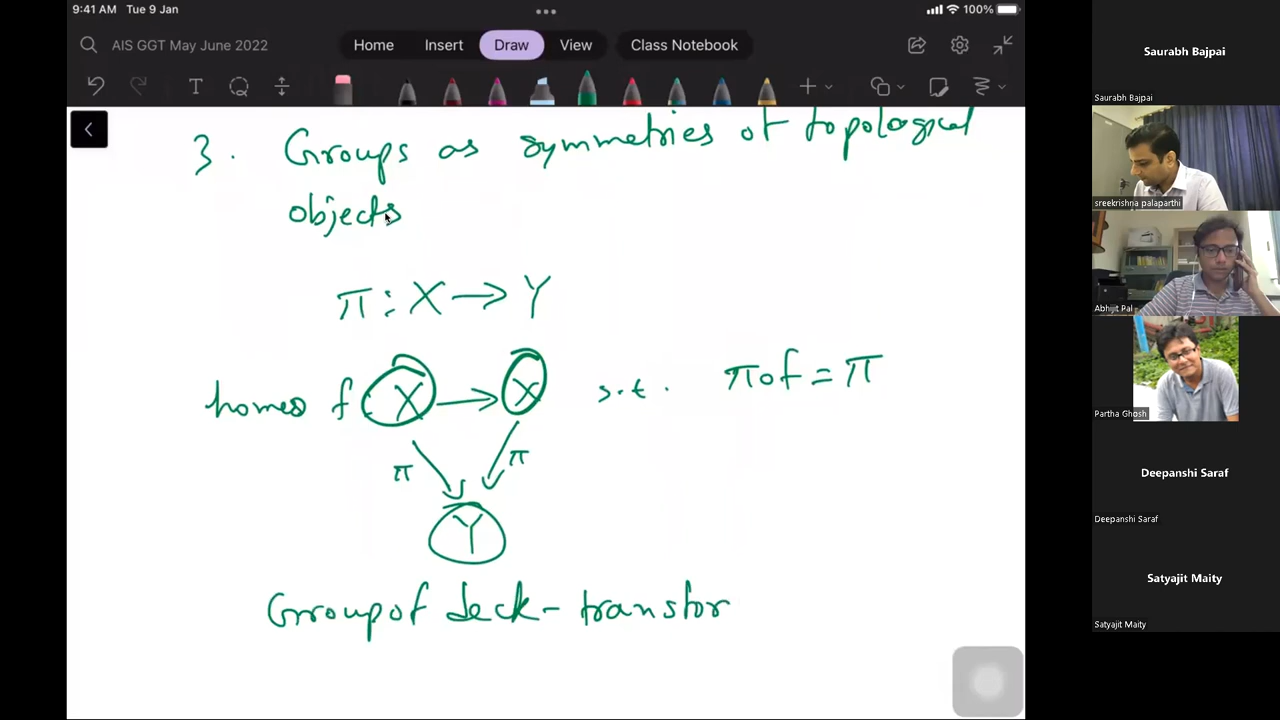 9:41 AM Tue 9 Jan
100%
AIS GGT May June 2022
Home Insert Draw View Class Notebook
T
3. Groups as symmetries of topological
objects
π : X → Y
homeo f X → X s.t. π∘f = π
π π
Y
Group of deck-transfor
Saurabh Bajpai
Saurabh Bajpai
sreekrishna palaparthi
Abhijit Pal
Partha Ghosh
Deepanshi Saraf
Deepanshi Saraf
Satyajit Maity
Satyajit Maity